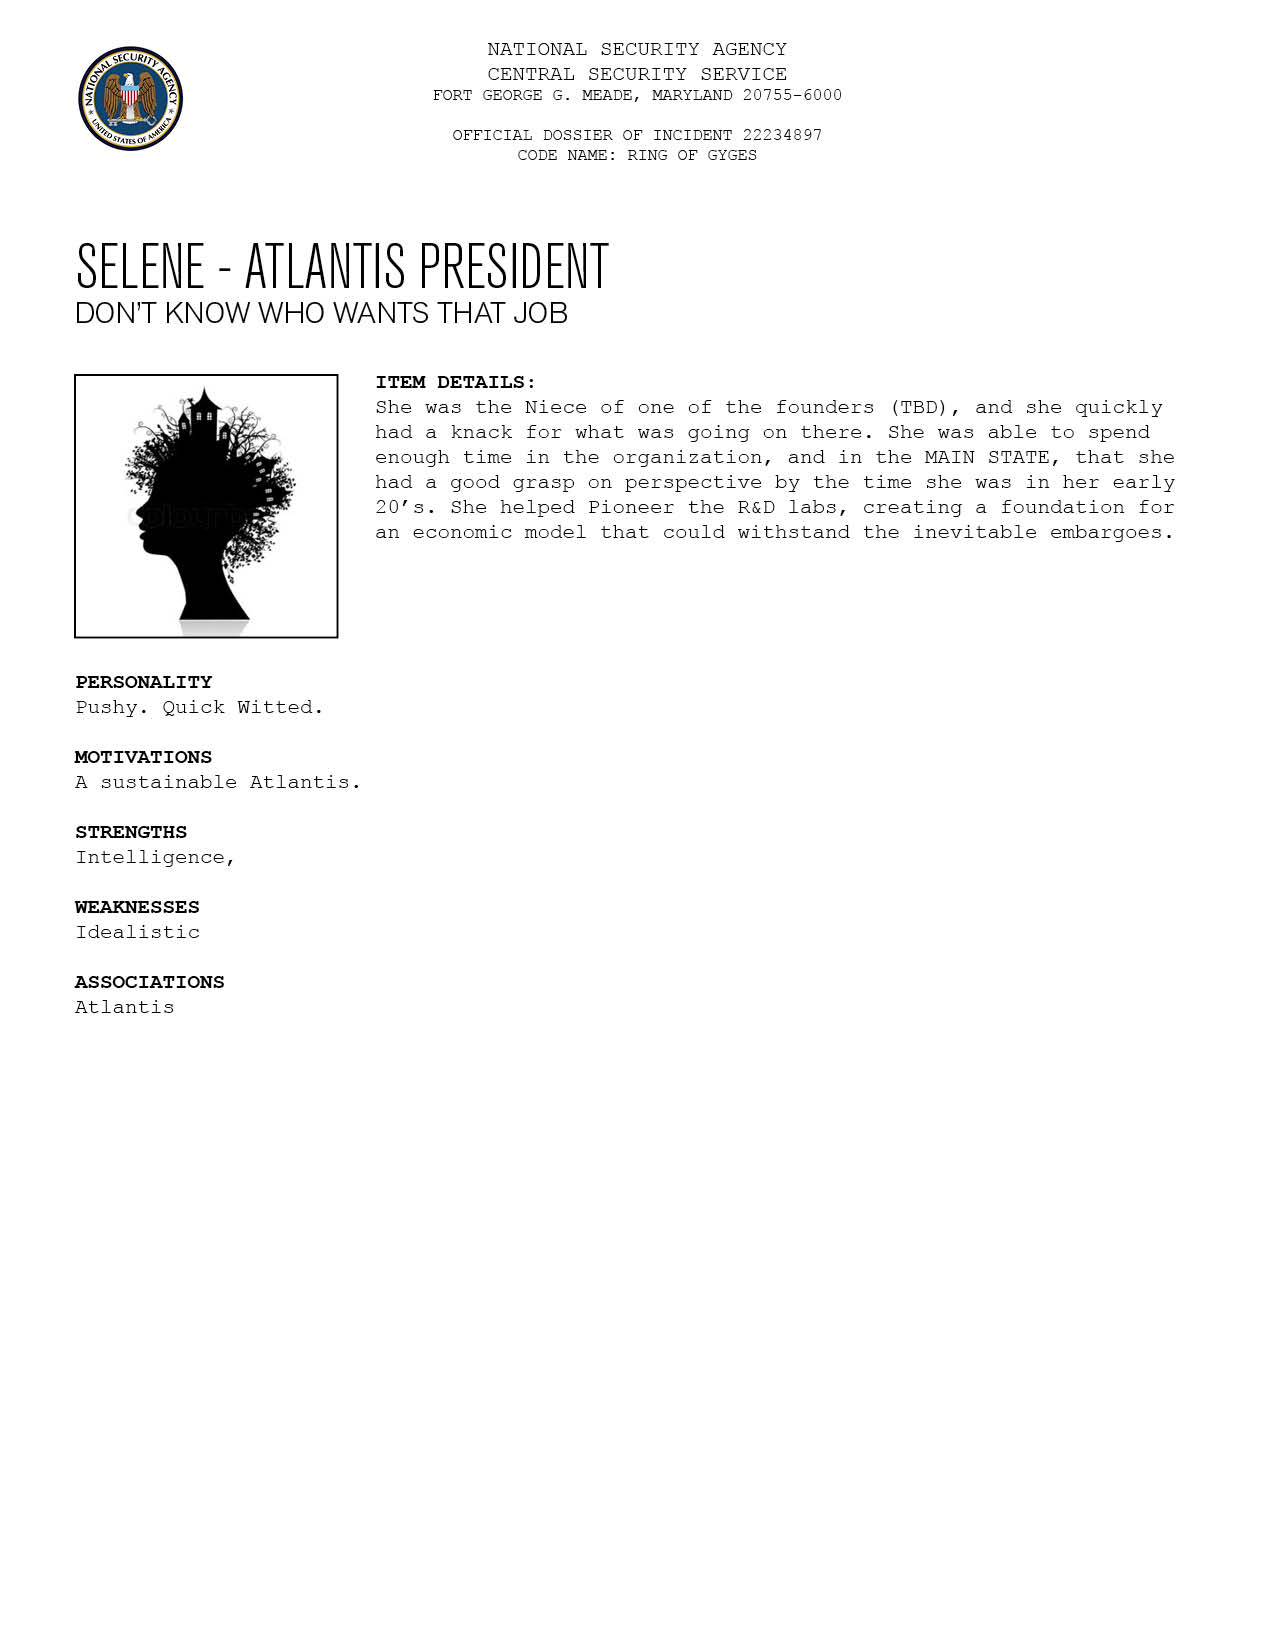 NATIONAL SECURITY AGENCY
CENTRAL SECURITY SERVICE
FORT GEORGE G. MEADE, MARYLAND 20755-6000
OFFICIAL DOSSIER OF INCIDENT 22234897
CODE NAME: RING OF GYGES
NATIONAL SECURITY AGENCY
UNITED STATES OF AMERICA
SELENE - ATLANTIS PRESIDENT
DON'T KNOW WHO WANTS THAT JOB
ITEM DETAILS:
She was the Niece of one of the founders (TBD), and she quickly
had a knack for what was going on there. She was able to spend
enough time in the organization, and in the MAIN STATE, that she
had a good grasp on perspective by the time she was in her early
20’s. She helped Pioneer the R&D labs, creating a foundation for
an economic model that could withstand the inevitable embargoes.
PERSONALITY
Pushy. Quick Witted.
MOTIVATIONS
A sustainable Atlantis.
STRENGTHS
Intelligence,
WEAKNESSES
Idealistic
ASSOCIATIONS
Atlantis